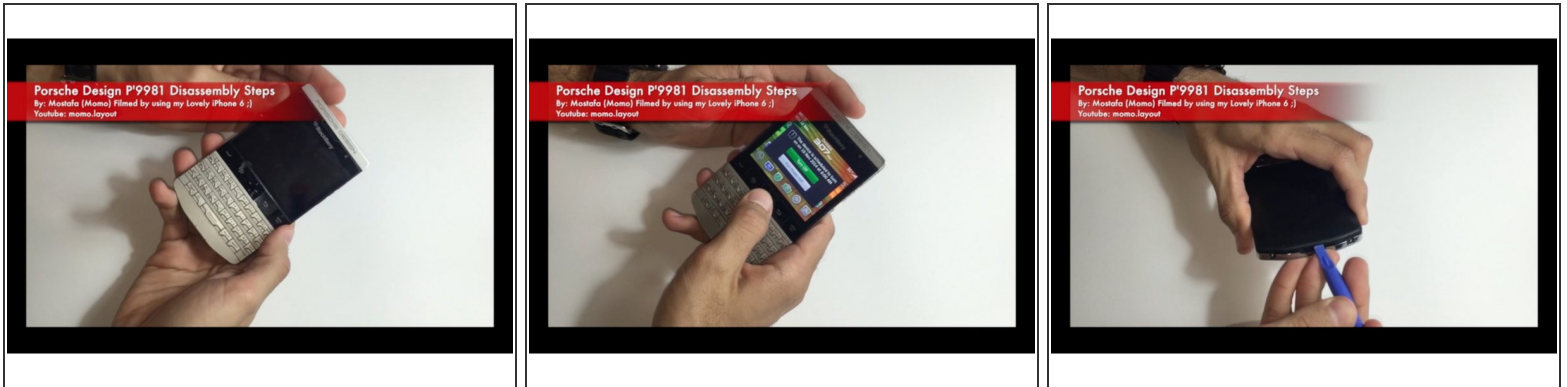 Porsche Design P'9981 Disassembly Steps
By: Mostafa (Momo) Filmed by using my Lovely iPhone 6 ;)
Youtube: momo.layout
BlackBerry
Porsche Design P'9981 Disassembly Steps
By: Mostafa (Momo) Filmed by using my Lovely iPhone 6 ;)
Youtube: momo.layout
Porsche Design P'9981 Disassembly Steps
By: Mostafa (Momo) Filmed by using my Lovely iPhone 6 ;)
Youtube: momo.layout